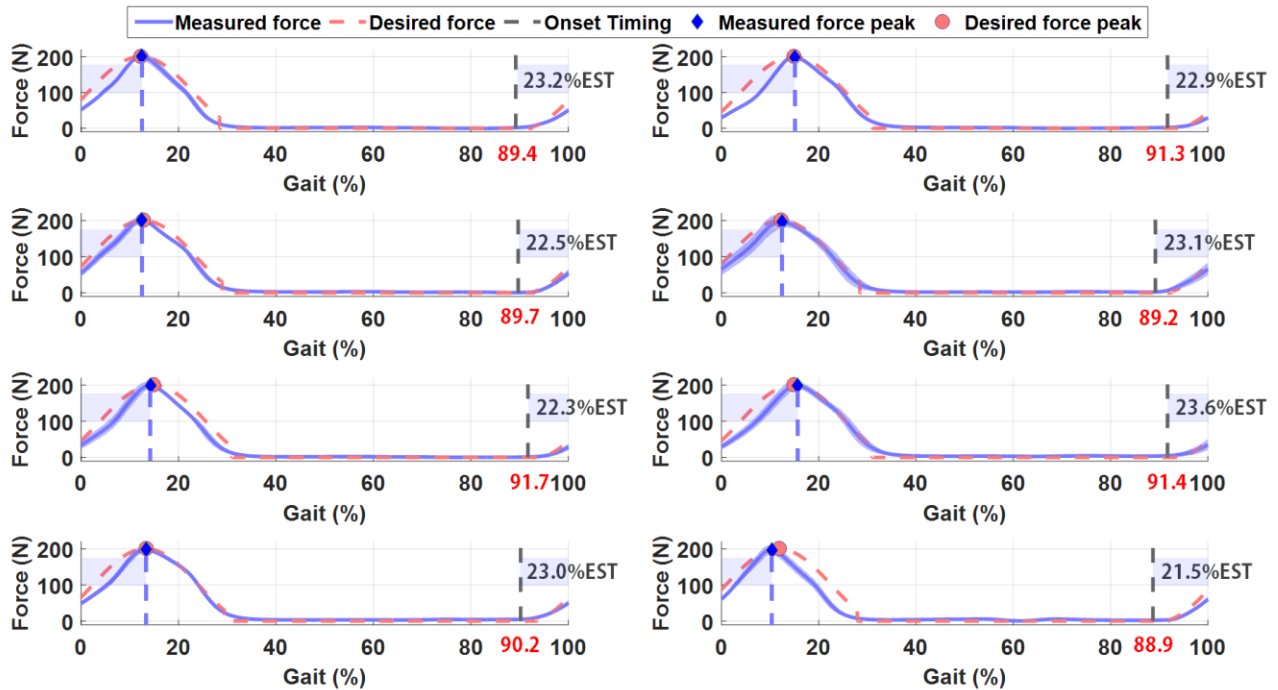 Measured force Desired force Onset Timing Measured force peak Desired force peak
Force (N)
200
100
0
23.2%EST
0 20 40 60 80 100
89.4
Gait (%)
Force (N)
200
100
0
22.9%EST
0 20 40 60 80 100
91.3
Gait (%)
Force (N)
200
100
0
22.5%EST
0 20 40 60 80 100
89.7
Gait (%)
Force (N)
200
100
0
23.1%EST
0 20 40 60 80 100
89.2
Gait (%)
Force (N)
200
100
0
22.3%EST
0 20 40 60 80 100
91.7
Gait (%)
Force (N)
200
100
0
23.6%EST
0 20 40 60 80 100
91.4
Gait (%)
Force (N)
200
100
0
23.0%EST
0 20 40 60 80 100
90.2
Gait (%)
Force (N)
200
100
0
21.5%EST
0 20 40 60 80 100
88.9
Gait (%)